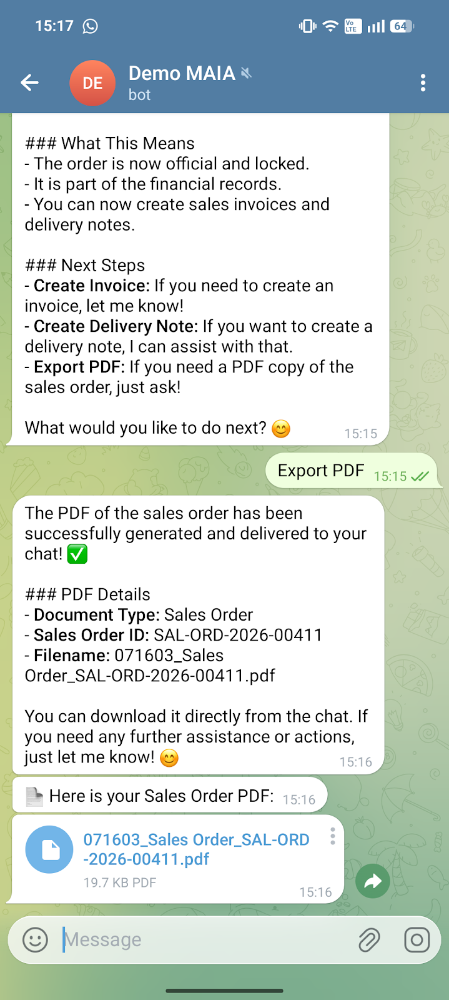 15:17
Vo LTE
64
DE
Demo MAIA
bot
### What This Means
- The order is now official and locked.
- It is part of the financial records.
- You can now create sales invoices and
delivery notes.
### Next Steps
- Create Invoice: If you need to create an
invoice, let me know!
- Create Delivery Note: If you want to create a
delivery note, I can assist with that.
- Export PDF: If you need a PDF copy of the
sales order, just ask!
What would you like to do next? 😊
15:15
Export PDF
15:15
The PDF of the sales order has been
successfully generated and delivered to your
chat! ✅
### PDF Details
- Document Type: Sales Order
- Sales Order ID: SAL-ORD-2026-00411
- Filename: 071603_Sales
Order_SAL-ORD-2026-00411.pdf
You can download it directly from the chat. If
you need any further assistance or actions,
just let me know! 😊
15:16
📄 Here is your Sales Order PDF:
15:16
071603_Sales Order_SAL-ORD
-2026-00411.pdf
19.7 KB PDF
15:16
Message